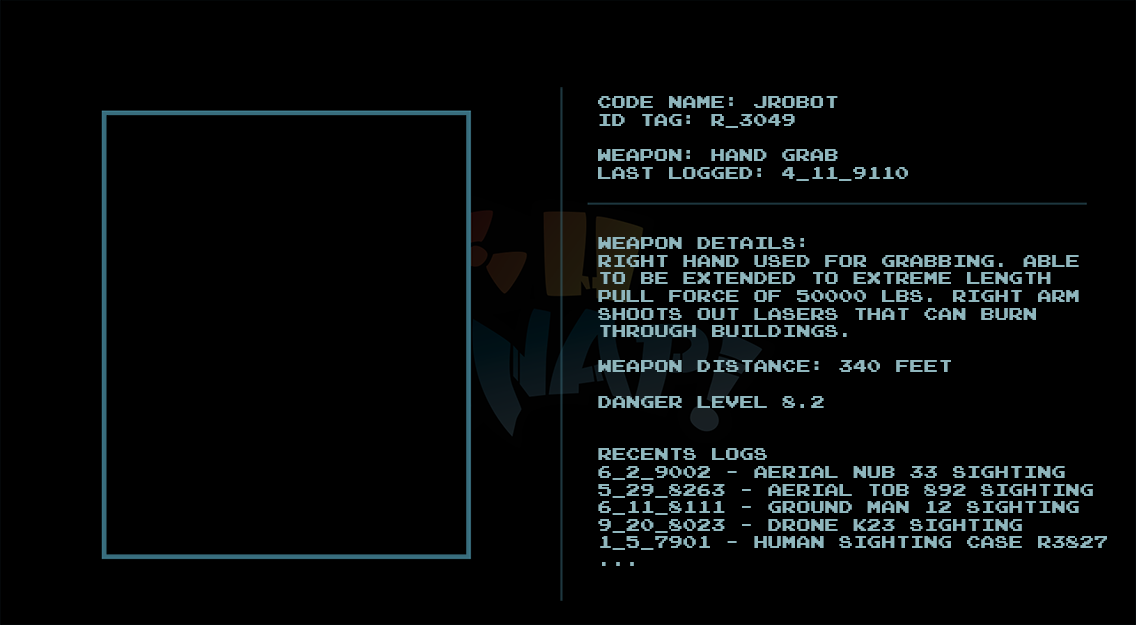 CODE NAME: JROBOT
ID TAG: R_3049
WEAPON: HAND GRAB
LAST LOGGED: 4_11_9110
WEAPON DETAILS:
RIGHT HAND USED FOR GRABBING. ABLE
TO BE EXTENDED TO EXTREME LENGTH
PULL FORCE OF 50000 LBS. RIGHT ARM
SHOOTS OUT LASERS THAT CAN BURN
THROUGH BUILDINGS.
WEAPON DISTANCE: 340 FEET
DANGER LEVEL 8.2
RECENTS LOGS
6_2_9002 - AERIAL NUB 33 SIGHTING
5_29_8263 - AERIAL TOB 892 SIGHTING
6_11_8111 - GROUND MAN 12 SIGHTING
9_20_8023 - DRONE K23 SIGHTING
1_5_7901 - HUMAN SIGHTING CASE R3827
...